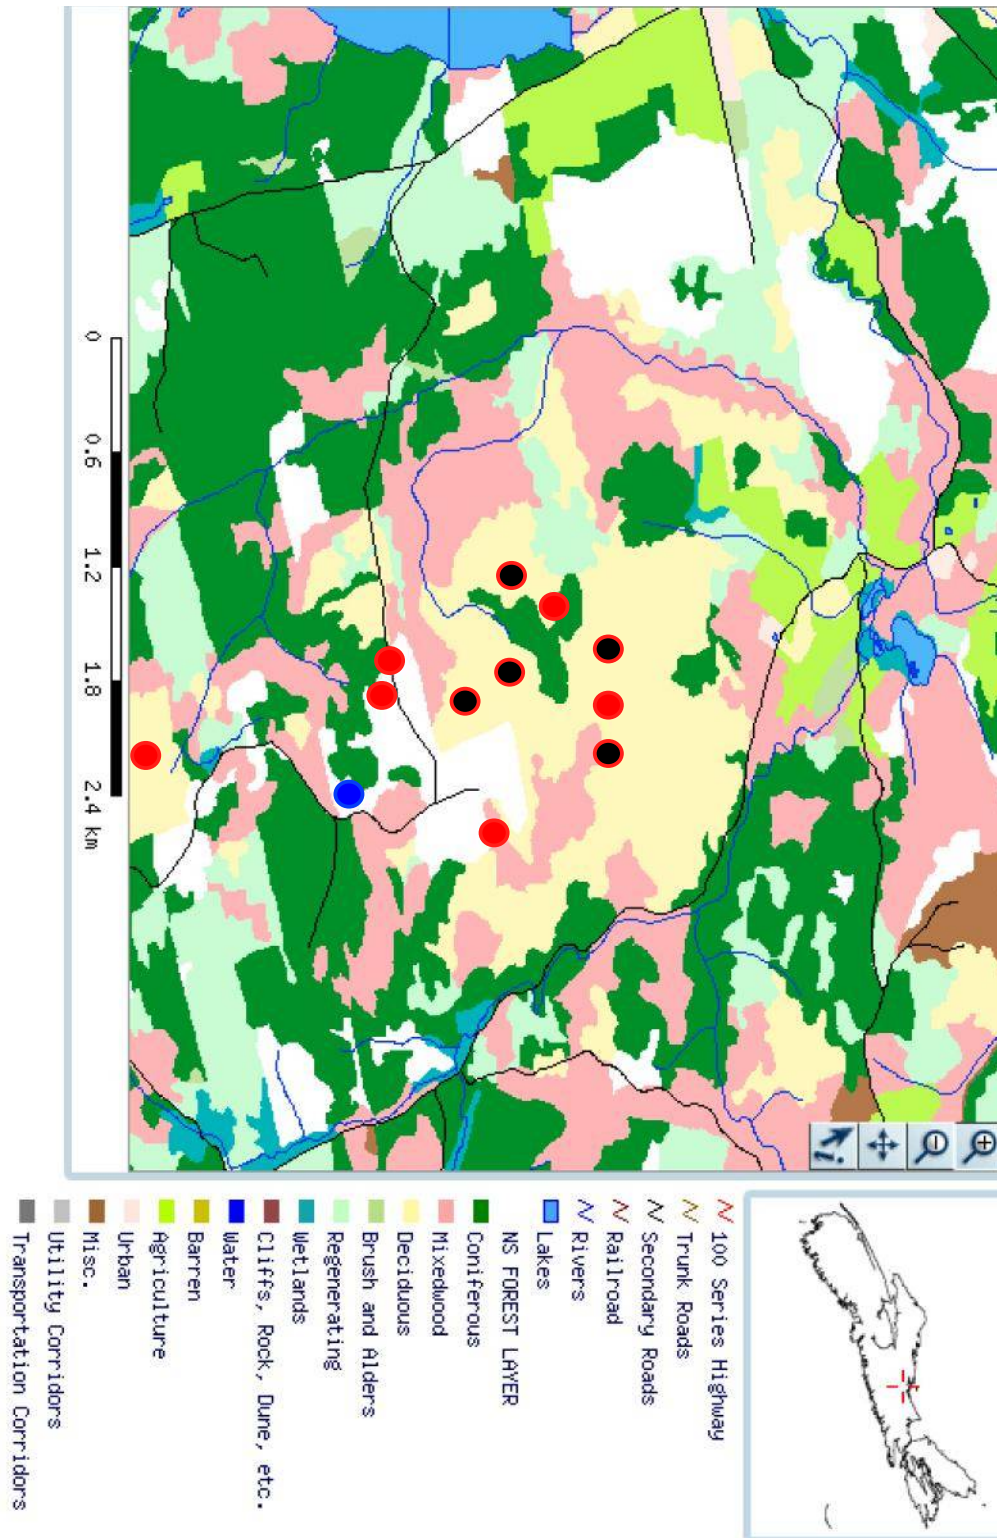 0 0.6 1.2 1.8 2.4 km
100 Series Highway
Trunk Roads
Secondary Roads
Railroad
Rivers
Lakes
NS FOREST LAYER
Coniferous
Mixedwood
Deciduous
Brush and Alders
Regenerating
Wetlands
Cliffs, Rock, Dune, etc.
Water
Barren
Agriculture
Urban
Misc.
Utility Corridors
Transportation Corridors